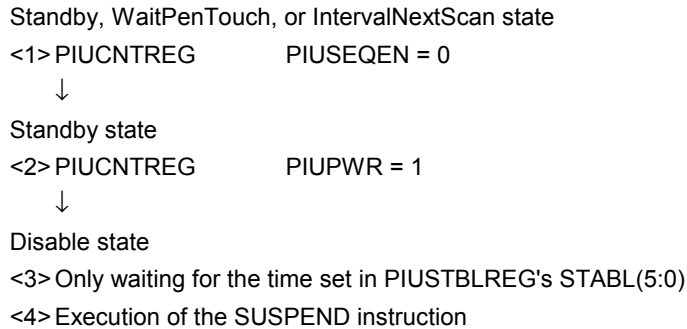 Standby, WaitPenTouch, or IntervalNextScan state
<1> PIUCNTREG PIUSEQEN = 0
↓
Standby state
<2> PIUCNTREG PIUPWR = 1
↓
Disable state
<3> Only waiting for the time set in PIUSTBLREG's STABL(5:0)
<4> Execution of the SUSPEND instruction